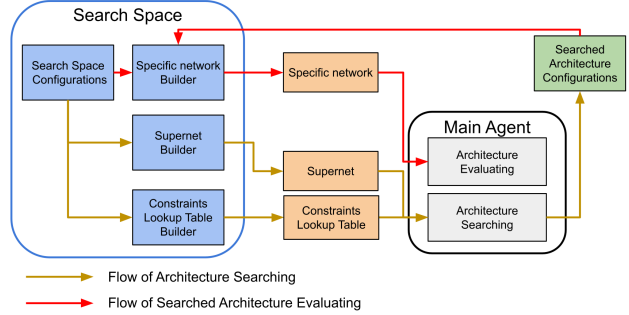 Search Space
Search Space
Configurations
Specific network
Builder
Specific network
Searched
Architecture
Configurations
Supernet
Builder
Supernet
Constraints
Lookup Table
Builder
Constraints
Lookup Table
Main Agent
Architecture
Evaluating
Architecture
Searching
Flow of Architecture Searching
Flow of Searched Architecture Evaluating